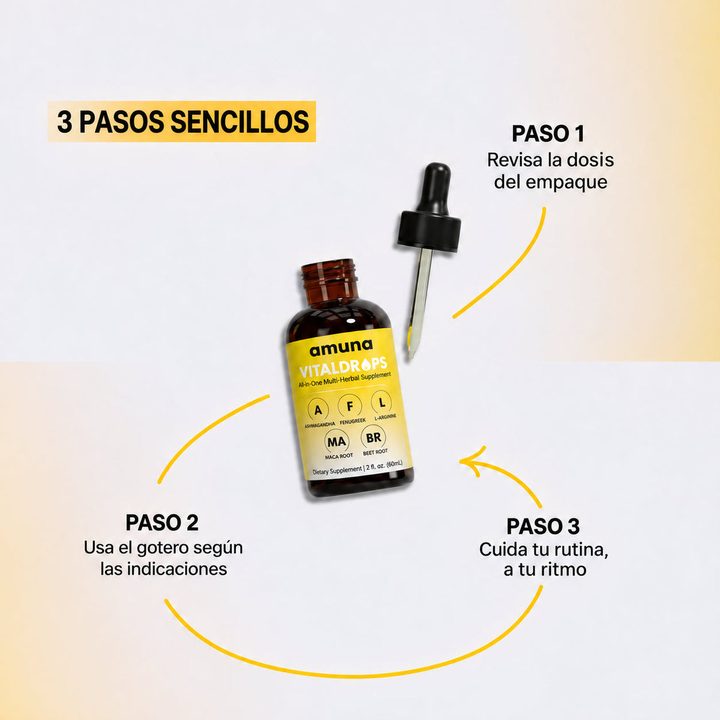 3 PASOS SENCILLOS
PASO 1
Revisa la dosis
del empaque
amuna
VITALDROPS
All-in-One Multi-Herbal Supplement
A F L
ASHWAGANDHA FENUGREEK L-ARGININE
MA BR
MACA ROOT BEET ROOT
Dietary Supplement | 2 fl. oz. (60mL)
PASO 2
Usa el gotero según
las indicaciones
PASO 3
Cuida tu rutina,
a tu ritmo